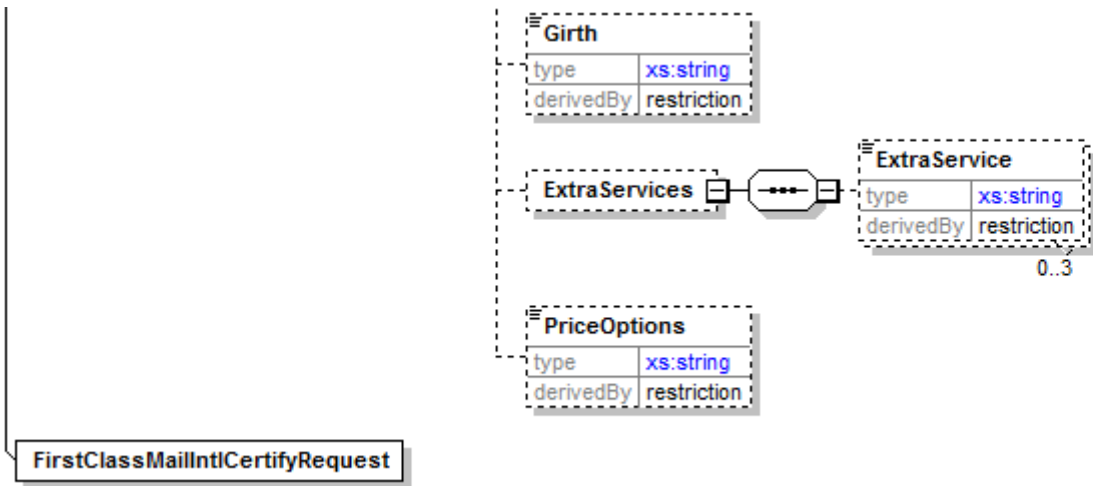 Girth
type xs:string
derivedBy restriction
ExtraServices
ExtraService
type xs:string
derivedBy restriction
0..3
PriceOptions
type xs:string
derivedBy restriction
FirstClassMailIntlCertifyRequest